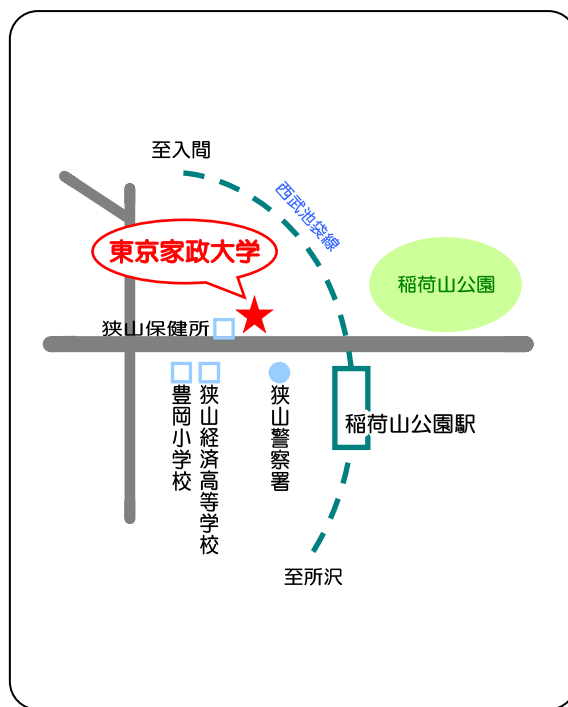 至入間
西武池袋線
東京家政大学
稲荷山公園
狭山保健所
豊岡小学校
狭山経済高等学校
狭山警察署
稲荷山公園駅
至所沢